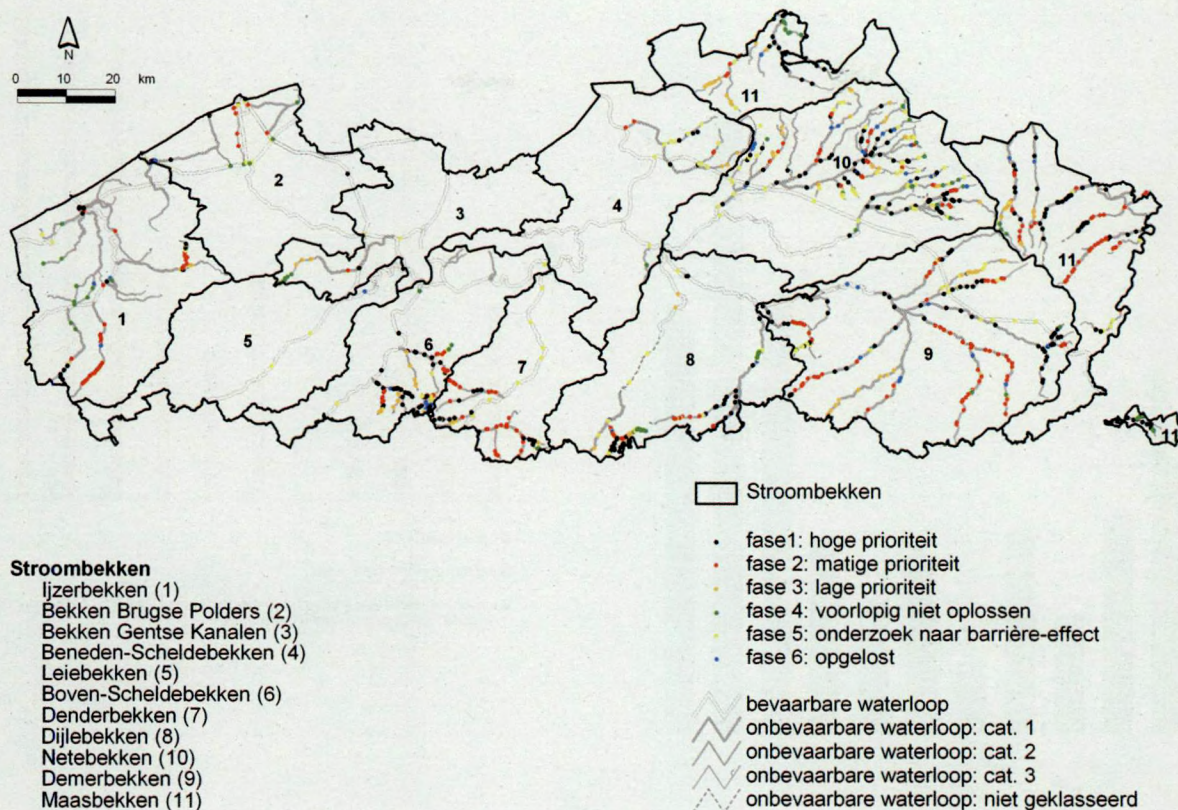 N
0 10 20 km
11
10
2
3
4
11
1
5
6
7
8
9
11
Stroombekken
fase1: hoge prioriteit
fase 2: matige prioriteit
fase 3: lage prioriteit
fase 4: voorlopig niet oplossen
fase 5: onderzoek naar barrière-effect
fase 6: opgelost
bevaarbare waterloop
onbevaarbare waterloop: cat. 1
onbevaarbare waterloop: cat. 2
onbevaarbare waterloop: cat. 3
onbevaarbare waterloop: niet geklasseerd
Stroombekken
Ijzerbekken (1)
Bekken Brugse Polders (2)
Bekken Gentse Kanalen (3)
Beneden-Scheldebekken (4)
Leiebekken (5)
Boven-Scheldebekken (6)
Denderbekken (7)
Dijlebekken (8)
Netebekken (10)
Demerbekken (9)
Maasbekken (11)